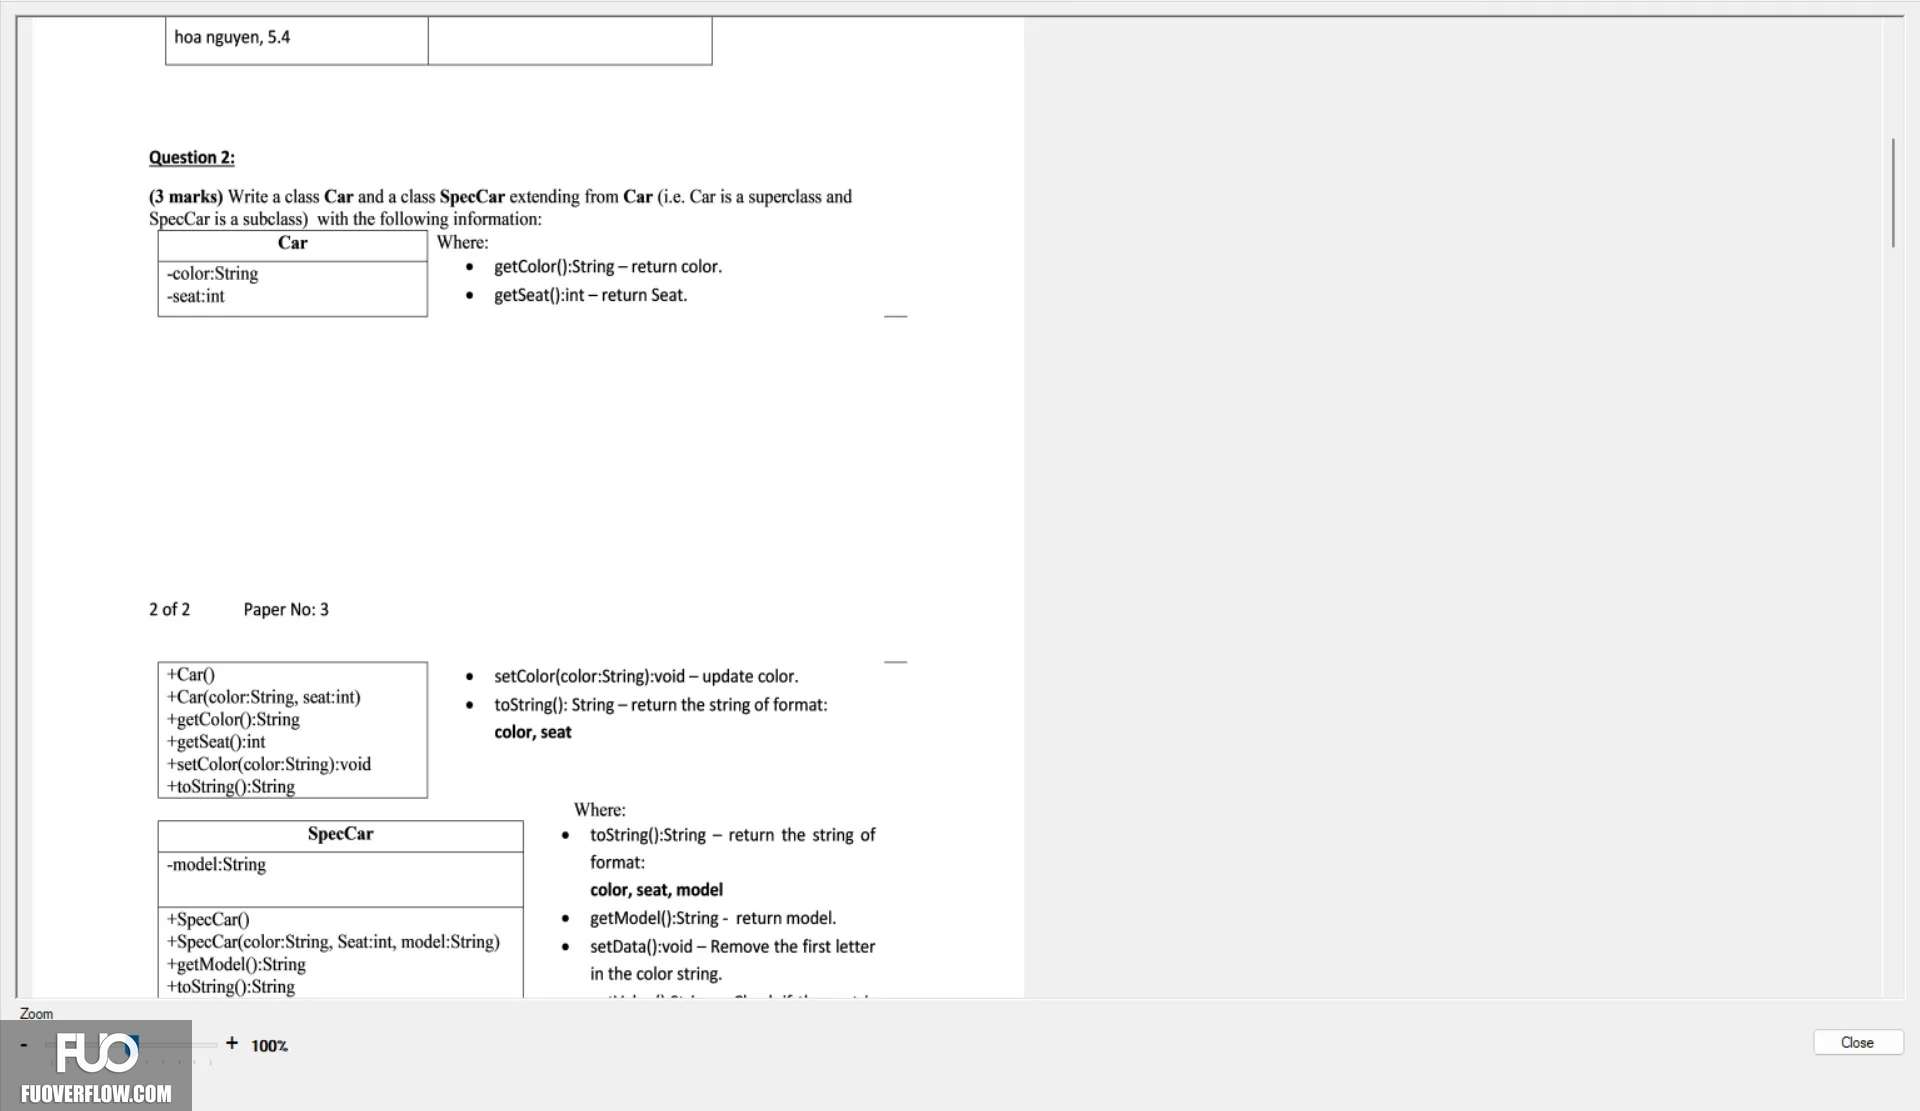 hoa nguyen, 5.4
Question 2:
(3 marks) Write a class Car and a class SpecCar extending from Car (i.e. Car is a superclass and
SpecCar is a subclass)  with the following information:
Car
-color:String
-seat:int
Where:
• getColor():String – return color.
• getSeat():int – return Seat.
2 of 2 Paper No: 3
+Car()
+Car(color:String, seat:int)
+getColor():String
+getSeat():int
+setColor(color:String):void
+toString():String
• setColor(color:String):void – update color.
• toString(): String – return the string of format:
color, seat
SpecCar
-model:String
+SpecCar()
+SpecCar(color:String, Seat:int, model:String)
+getModel():String
+toString():String
Where:
• toString():String – return the string of
format:
color, seat, model
• getModel():String -  return model.
• setData():void – Remove the first letter
in the color string.
Zoom
- + 100%
Close
FUO
FUOVERFLOW.COM